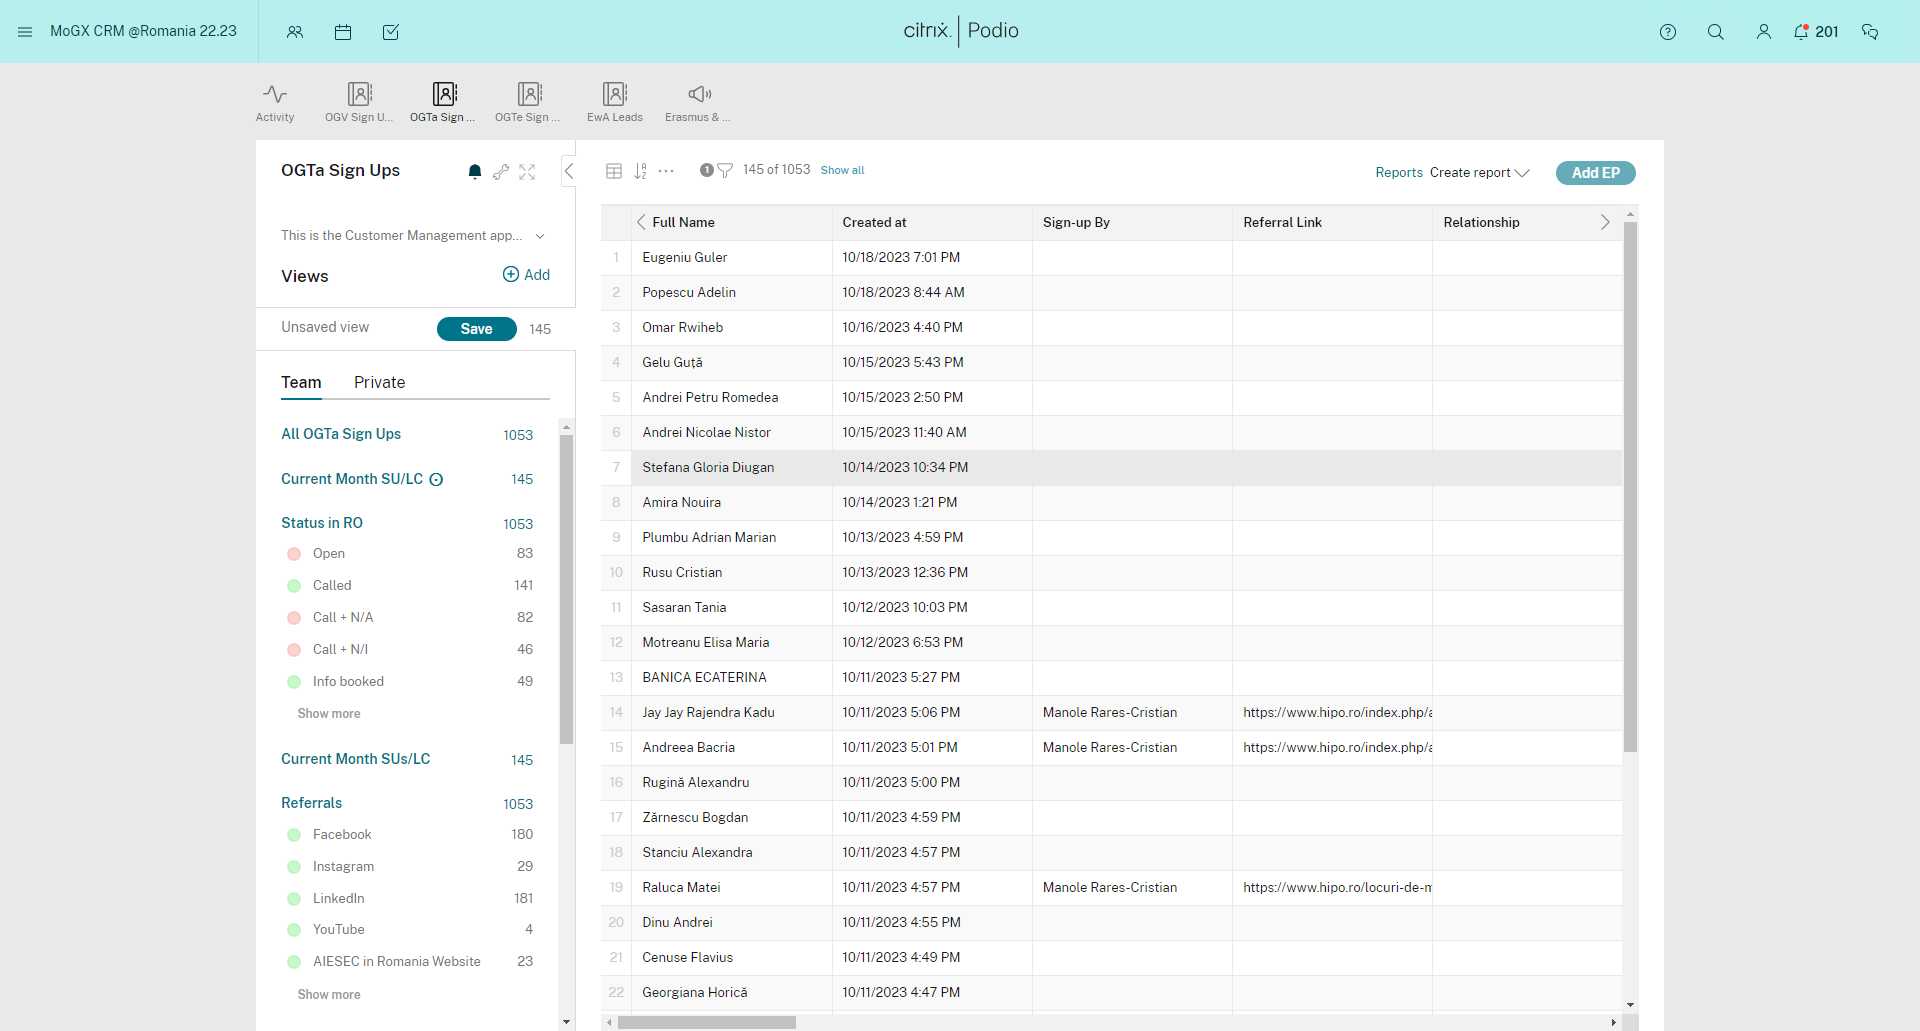 MoGX CRM @Romania 22.23
citrix | Podio
201
Activity
OGV Sign U...
OGTa Sign ...
OGTe Sign ...
EwA Leads
Erasmus & ...
OGTa Sign Ups
This is the Customer Management app...
Views
Add
Unsaved view
Save
145
Team
Private
All OGTa Sign Ups 1053
Current Month SU/LC 145
Status in RO 1053
Open 83
Called 141
Call + N/A 82
Call + N/I 46
Info booked 49
Show more
Current Month SUs/LC 145
Referrals 1053
Facebook 180
Instagram 29
LinkedIn 181
YouTube 4
AIESEC in Romania Website 23
Show more
1
145 of 1053
Show all
Reports
Create report
Add EP
Full Name Created at Sign-up By Referral Link Relationship
1 Eugeniu Guler 10/18/2023 7:01 PM
2 Popescu Adelin 10/18/2023 8:44 AM
3 Omar Rwiheb 10/16/2023 4:40 PM
4 Gelu Guță 10/15/2023 5:43 PM
5 Andrei Petru Romedea 10/15/2023 2:50 PM
6 Andrei Nicolae Nistor 10/15/2023 11:40 AM
7 Stefana Gloria Diugan 10/14/2023 10:34 PM
8 Amira Nouira 10/14/2023 1:21 PM
9 Plumbu Adrian Marian 10/13/2023 4:59 PM
10 Rusu Cristian 10/13/2023 12:36 PM
11 Sasaran Tania 10/12/2023 10:03 PM
12 Motreanu Elisa Maria 10/12/2023 6:53 PM
13 BANICA ECATERINA 10/11/2023 5:27 PM
14 Jay Jay Rajendra Kadu 10/11/2023 5:06 PM Manole Rares-Cristian https://www.hipo.ro/index.php/a
15 Andreea Bacria 10/11/2023 5:01 PM Manole Rares-Cristian https://www.hipo.ro/index.php/a
16 Rugină Alexandru 10/11/2023 5:00 PM
17 Zărnescu Bogdan 10/11/2023 4:59 PM
18 Stanciu Alexandra 10/11/2023 4:57 PM
19 Raluca Matei 10/11/2023 4:57 PM Manole Rares-Cristian https://www.hipo.ro/locuri-de-m
20 Dinu Andrei 10/11/2023 4:55 PM
21 Cenuse Flavius 10/11/2023 4:49 PM
22 Georgiana Horică 10/11/2023 4:47 PM